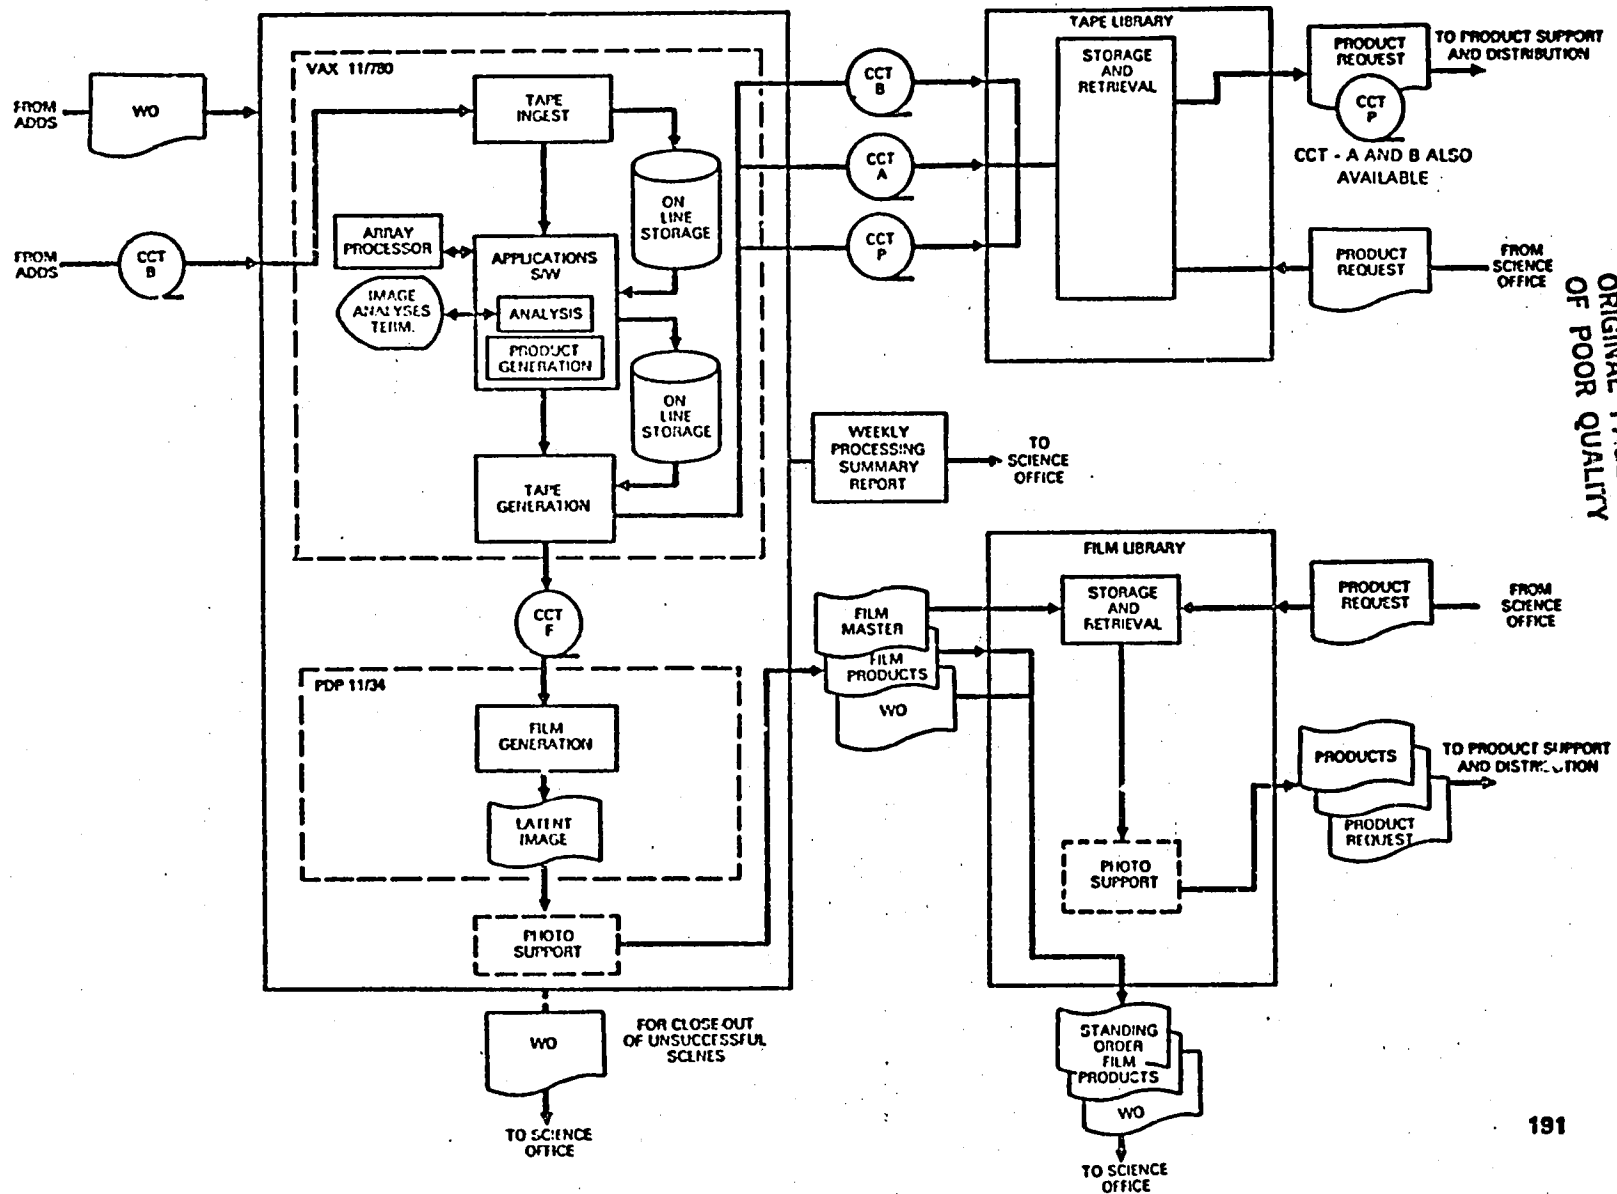 FROM
ADDS
WO
FROM
ADDS
CCT
B
VAX 11/780
TAPE
INGEST
ON
LINE
STORAGE
ARRAY
PROCESSOR
APPLICATIONS
S/W
IMAGE
ANALYSES
TERM.
ANALYSIS
PRODUCT
GENERATION
ON
LINE
STORAGE
TAPE
GENERATION
CCT
F
PDP 11/34
FILM
GENERATION
LATENT
IMAGE
PHOTO
SUPPORT
WO
FOR CLOSE-OUT
OF UNSUCCESSFUL
SCENES
TO SCIENCE
OFFICE
CCT
B
CCT
A
CCT
P
TAPE LIBRARY
STORAGE
AND
RETRIEVAL
PRODUCT
REQUEST
CCT
P
TO PRODUCT SUPPORT
AND DISTRIBUTION
CCT - A AND B ALSO
AVAILABLE
PRODUCT
REQUEST
FROM
SCIENCE
OFFICE
ORIGINAL
OF POOR QUALITY
WEEKLY
PROCESSING
SUMMARY
REPORT
TO
SCIENCE
OFFICE
FILM LIBRARY
FILM
MASTER
FILM
PRODUCTS
WO
STORAGE
AND
RETRIEVAL
PRODUCT
REQUEST
FROM
SCIENCE
OFFICE
PHOTO
SUPPORT
PRODUCTS
PRODUCT
REQUEST
TO PRODUCT SUPPORT
AND DISTRIBUTION
STANDING
ORDER
FILM
PRODUCTS
WO
TO SCIENCE
OFFICE
191